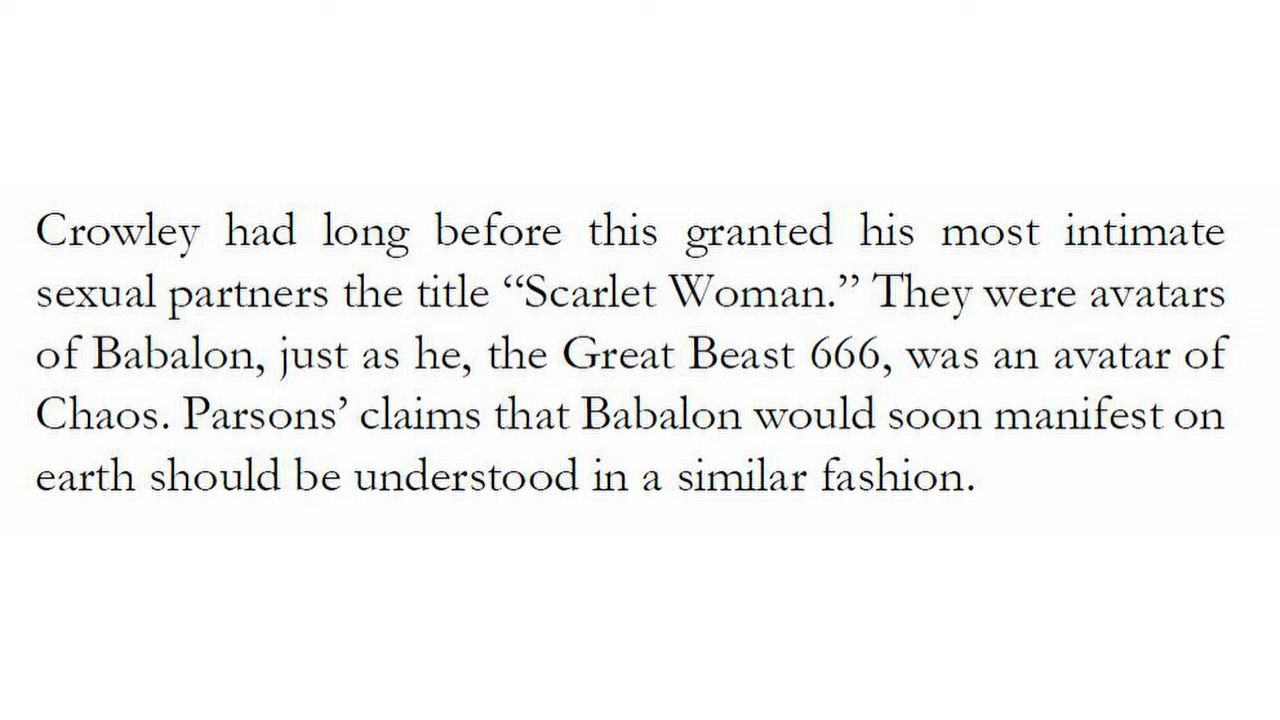 Crowley had long before this granted his most intimate
sexual partners the title “Scarlet Woman.” They were avatars
of Babalon, just as he, the Great Beast 666, was an avatar of
Chaos. Parsons’ claims that Babalon would soon manifest on
earth should be understood in a similar fashion.